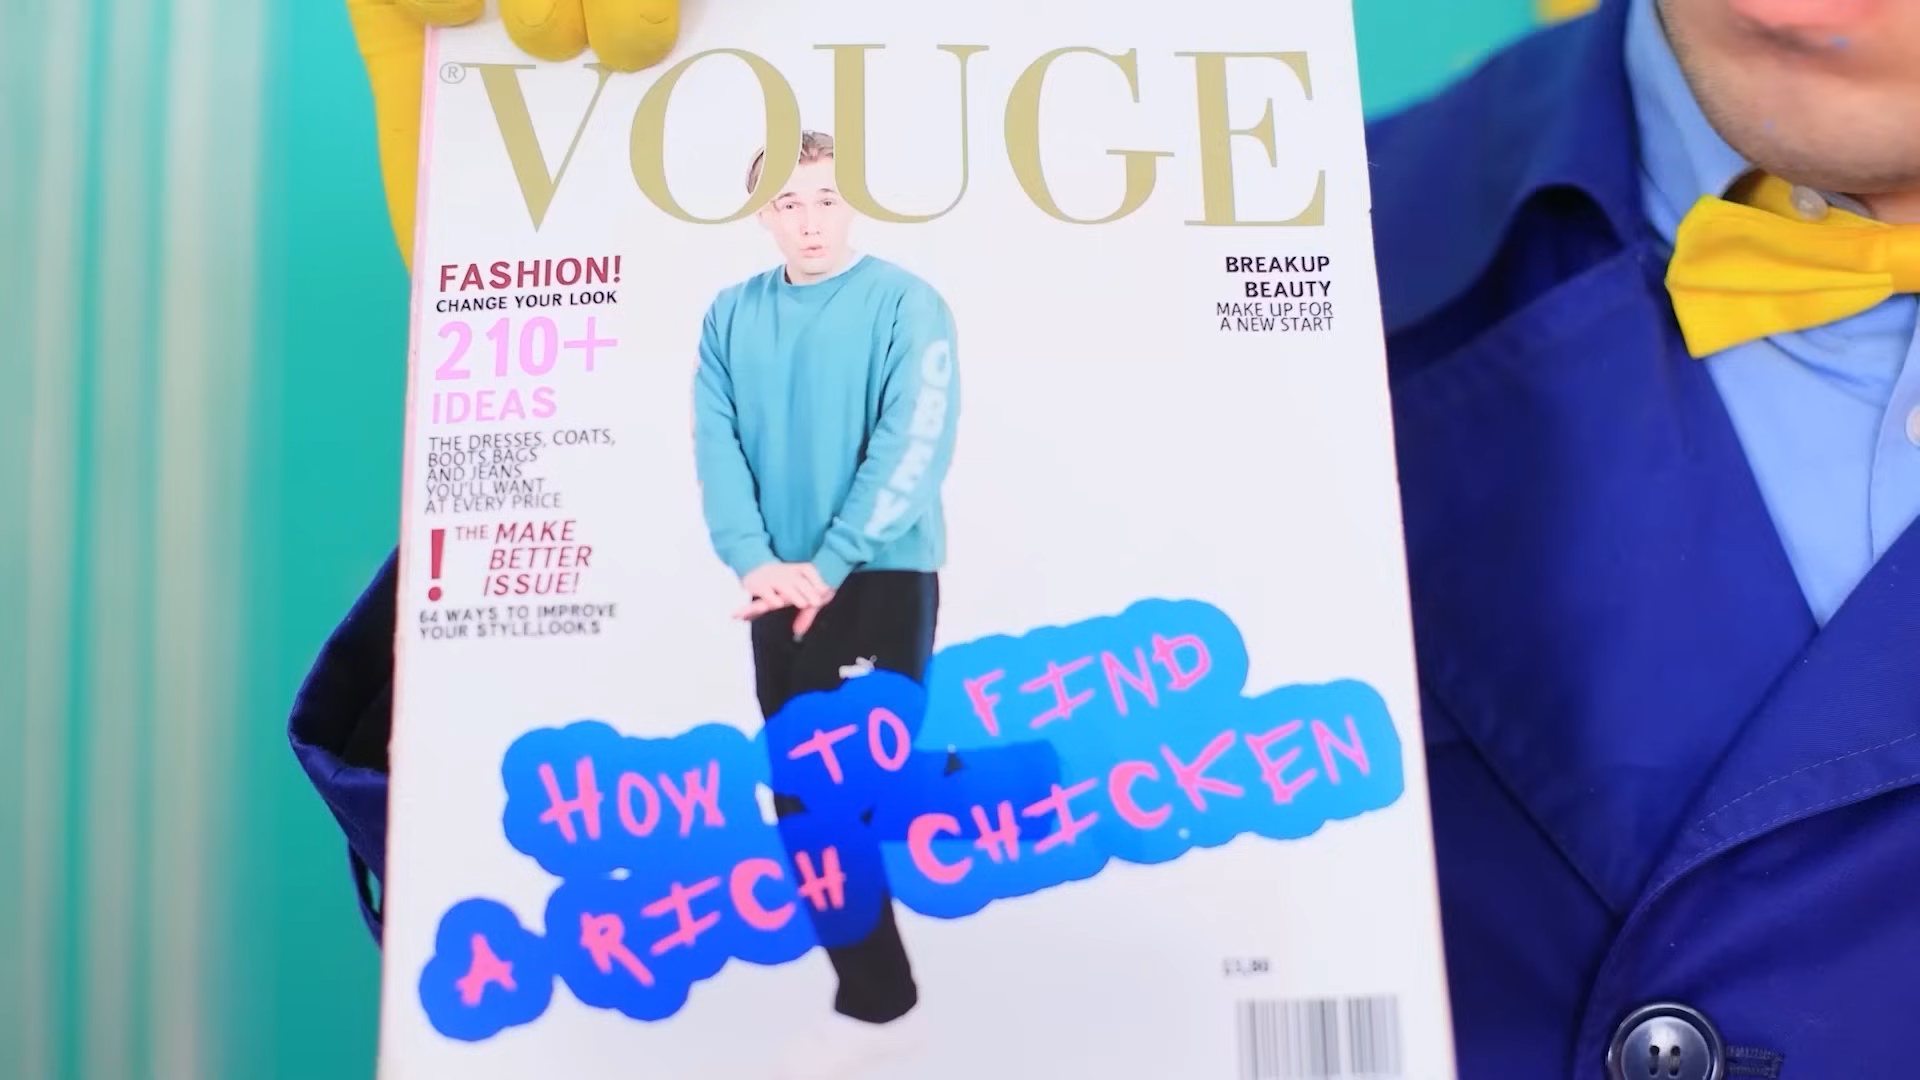 ® VOUGE
FASHION!
CHANGE YOUR LOOK
210+
IDEAS
THE DRESSES, COATS,
BOOTS,BAGS
AND JEANS
YOU'LL WANT
AT EVERY PRICE
! THE MAKE
BETTER
ISSUE!
64 WAYS TO IMPROVE
YOUR STYLE,LOOKS
BREAKUP
BEAUTY
MAKE UP FOR
A NEW START
HOW TO FIND
A RICH CHICKEN